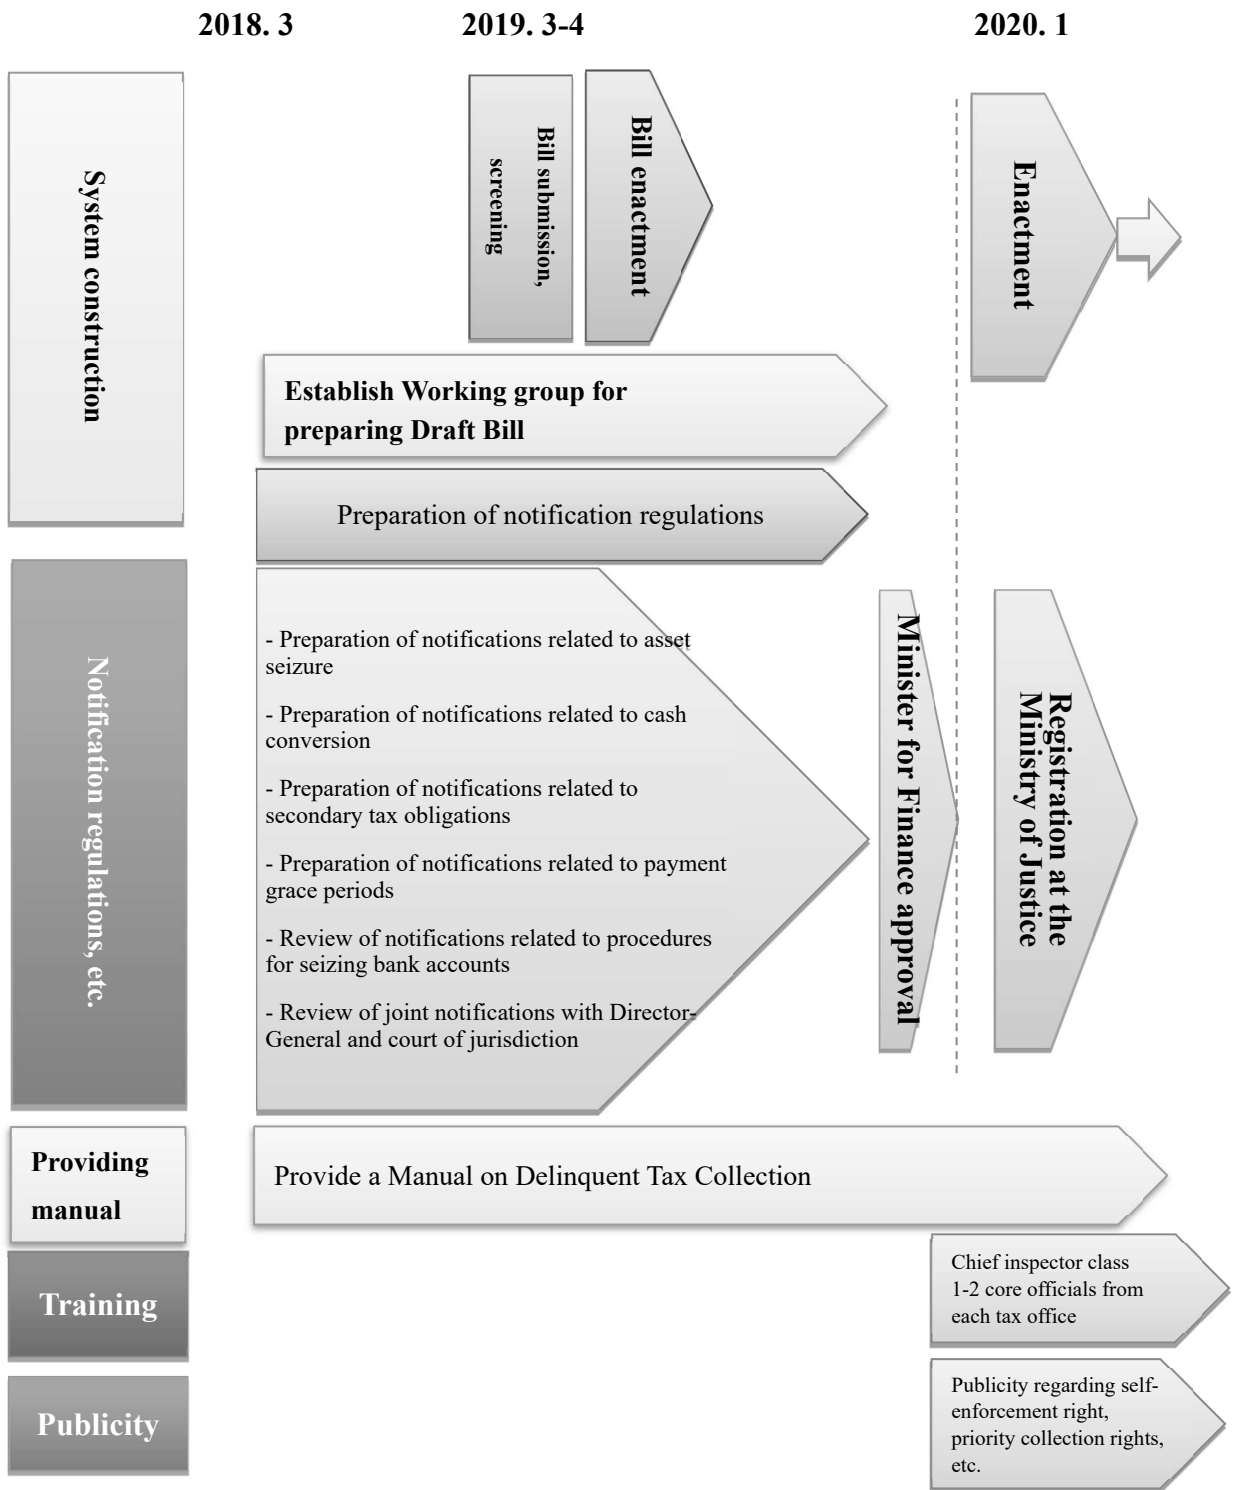 2018. 3
2019. 3-4
2020. 1
System construction
Bill submission,
screening
Bill enactment
Enactment
Establish Working group for
preparing Draft Bill
Preparation of notification regulations
Notification regulations, etc.
- Preparation of notifications related to asset
seizure
- Preparation of notifications related to cash
conversion
- Preparation of notifications related to
secondary tax obligations
- Preparation of notifications related to payment
grace periods
- Review of notifications related to procedures
for seizing bank accounts
- Review of joint notifications with Director-
General and court of jurisdiction
Minister for Finance approval
Registration at the
Ministry of Justice
Providing
manual
Provide a Manual on Delinquent Tax Collection
Training
Chief inspector class
1-2 core officials from
each tax office
Publicity
Publicity regarding self-
enforcement right,
priority collection rights,
etc.